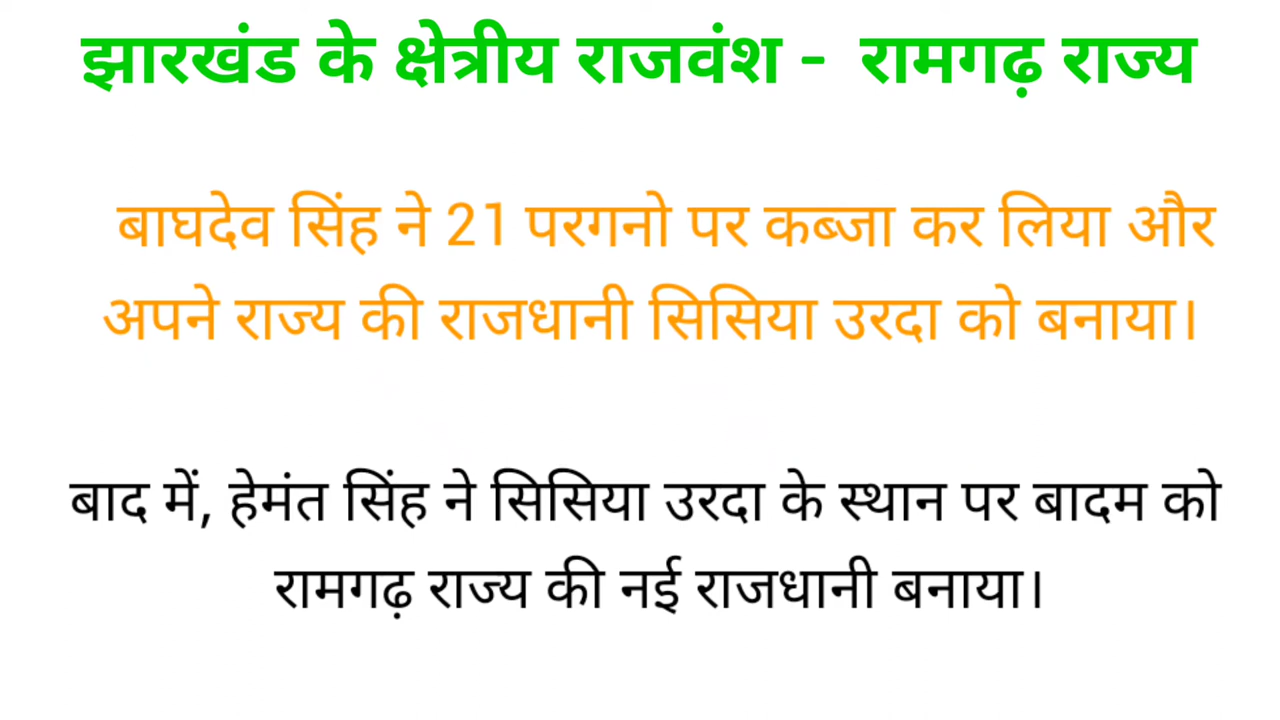 झारखंड के क्षेत्रीय राजवंश - रामगढ़ राज्य
बाघदेव सिंह ने 21 परगनो पर कब्जा कर लिया और
अपने राज्य की राजधानी सिसिया उरदा को बनाया।
बाद में, हेमंत सिंह ने सिसिया उरदा के स्थान पर बादम को
रामगढ़ राज्य की नई राजधानी बनाया।